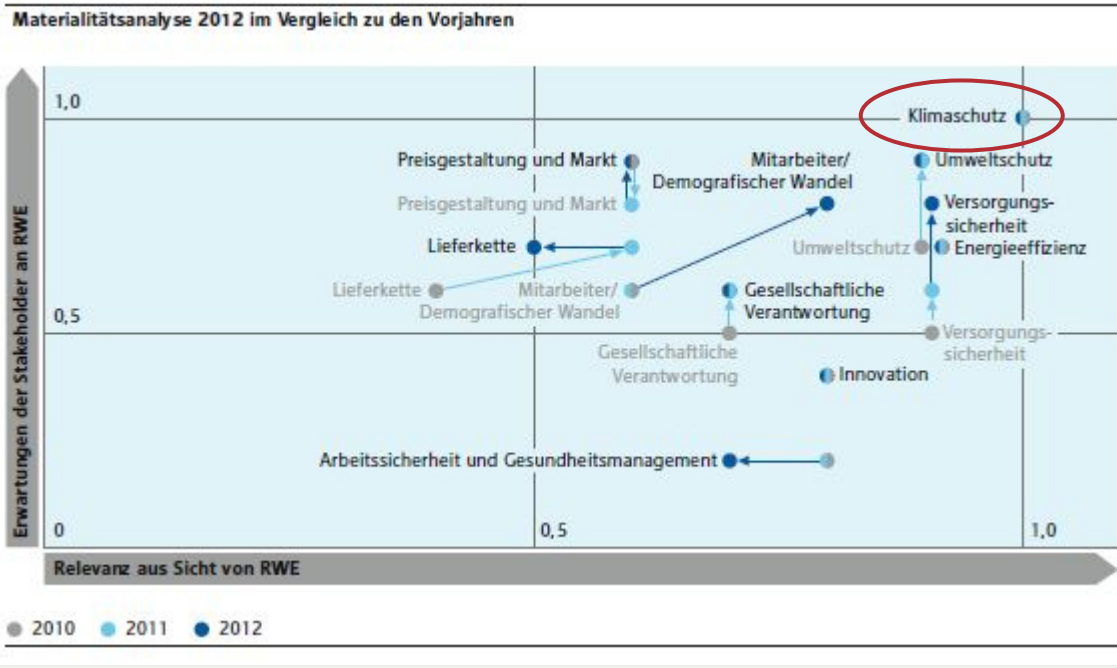 Materialitätsanalyse 2012 im Vergleich zu den Vorjahren
Erwartungen der Stakeholder an RWE
1,0
Klimaschutz
Preisgestaltung und Markt
Mitarbeiter/
Demografischer Wandel
Umweltschutz
Preisgestaltung und Markt
Versorgungs-
sicherheit
Lieferkette
Umweltschutz
Energieeffizienz
Lieferkette
Mitarbeiter/
Demografischer Wandel
Gesellschaftliche
Verantwortung
0,5
Versorgungs-
sicherheit
Gesellschaftliche
Verantwortung
Innovation
Arbeitssicherheit und Gesundheitsmanagement
0
0,5
1,0
Relevanz aus Sicht von RWE
2010
2011
2012